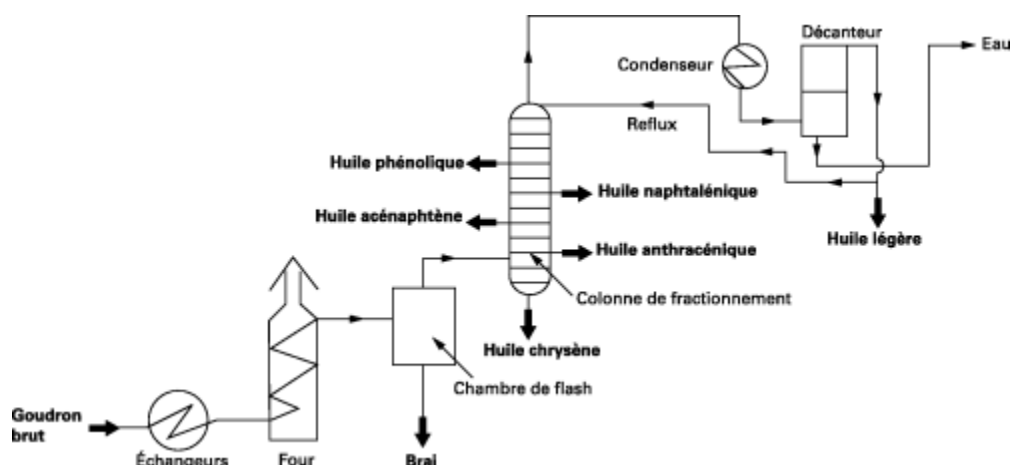 Décanteur
Eau
Condenseur
Reflux
Huile phénolique
Huile naphtalénique
Huile acénaphtène
Huile légère
Huile anthracénique
Colonne de fractionnement
Huile chrysène
Chambre de flash
Goudron
brut
Échangeurs
Four
Brai